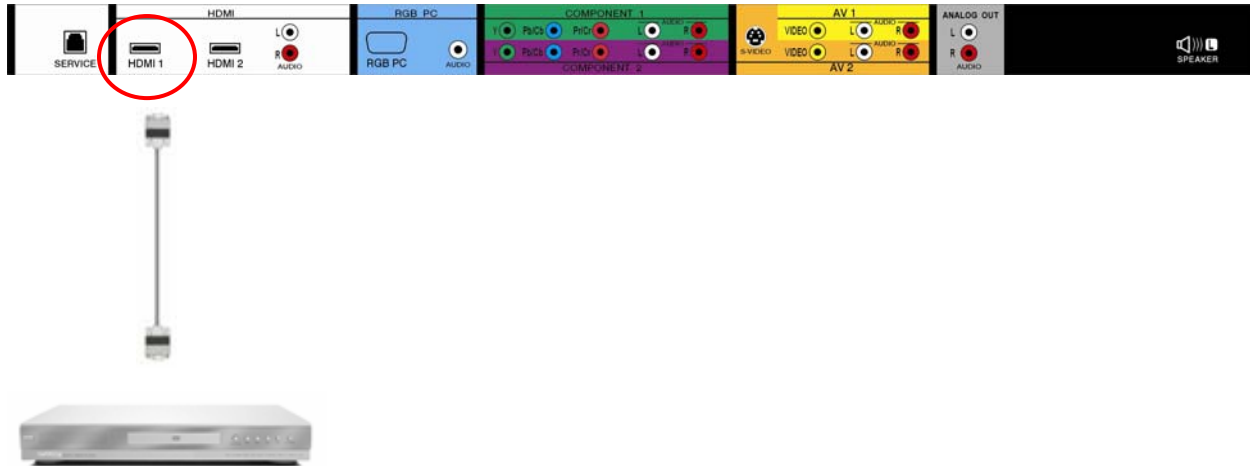 HDMI
RGB PC
COMPONENT 1
AV 1
ANALOG OUT
SERVICE
HDMI 1
HDMI 2
L
R
AUDIO
RGB PC
AUDIO
Y Pb/Cb Pr/Cr L AUDIO R
Y Pb/Cb Pr/Cr L AUDIO R
COMPONENT 2
S-VIDEO
VIDEO L AUDIO R
VIDEO L AUDIO R
AV 2
L
R
AUDIO
L
SPEAKER